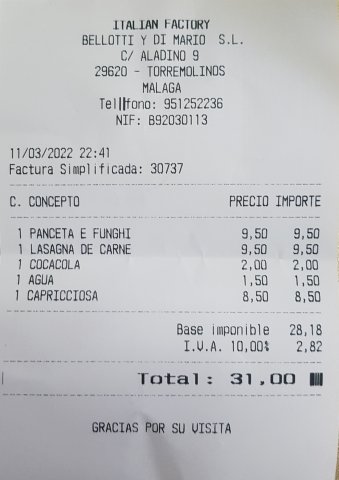 ITALIAN FACTORY
BELLOTTI Y DI MARIO S.L.
C/ ALADINO 9
29620 - TORREMOLINOS
MALAGA
Tel||fono: 951252236
NIF: B92030113
11/03/2022 22:41
Factura Simplificada: 30737
C. CONCEPTO PRECIO IMPORTE
1 PANCETA E FUNGHI 9,50 9,50
1 LASAGNA DE CARNE 9,50 9,50
1 COCACOLA 2,00 2,00
1 AGUA 1,50 1,50
1 CAPRICCIOSA 8,50 8,50
Base imponible 28,18
I.V.A. 10,00% 2,82
Total: 31,00
GRACIAS POR SU VISITA